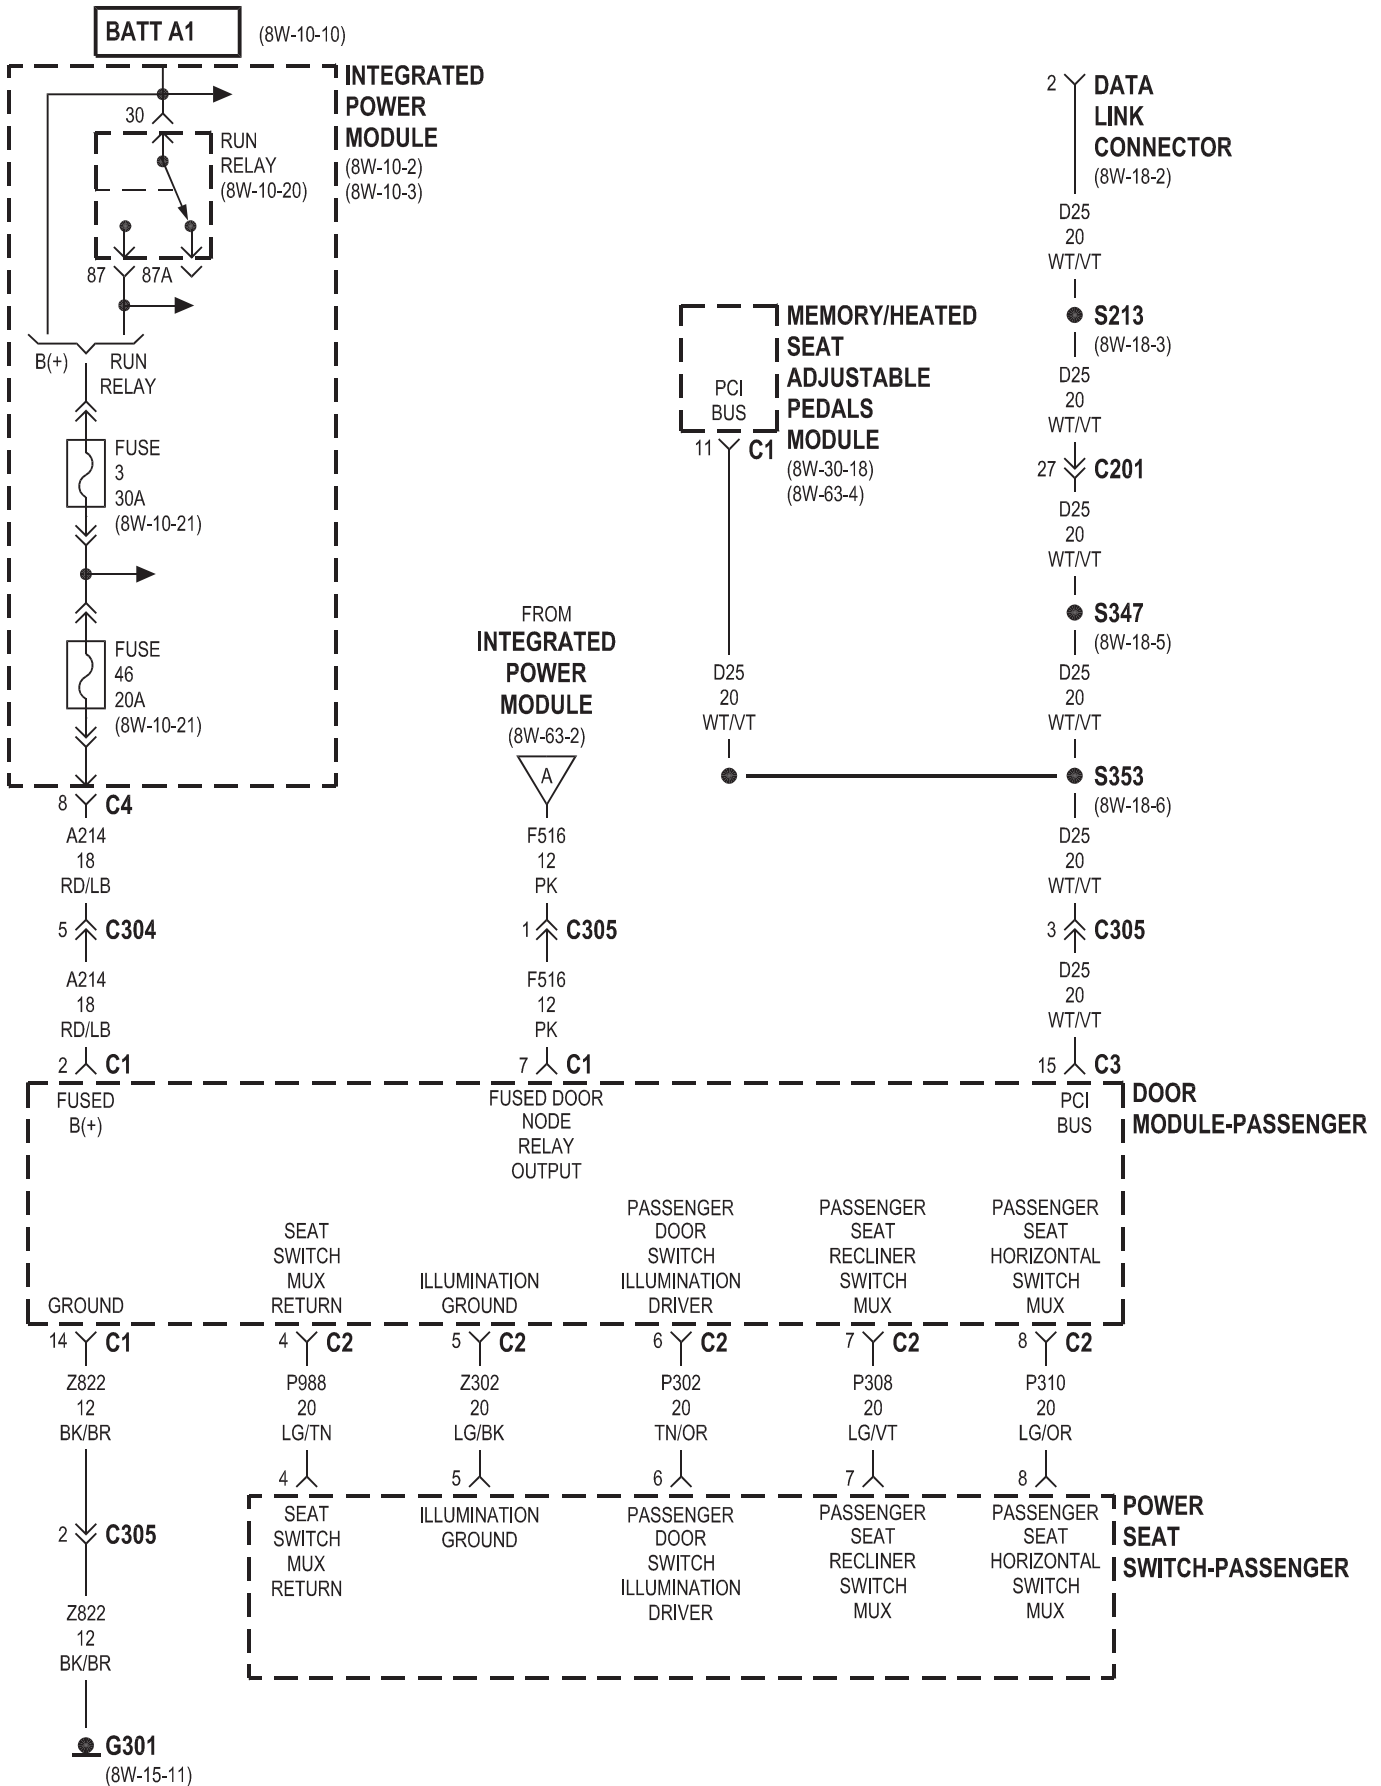 BATT A1
(8W-10-10)
INTEGRATED
POWER
MODULE
(8W-10-2)
(8W-10-3)
30
RUN
RELAY
(8W-10-20)
87
87A
B(+)
RUN
RELAY
FUSE
3
30A
(8W-10-21)
FUSE
46
20A
(8W-10-21)
8
C4
A214
18
RD/LB
5
C304
A214
18
RD/LB
2
C1
FROM
INTEGRATED
POWER
MODULE
(8W-63-2)
A
F516
12
PK
1
C305
F516
12
PK
7
C1
PCI
BUS
MEMORY/HEATED
SEAT
ADJUSTABLE
PEDALS
MODULE
(8W-30-18)
(8W-63-4)
11
C1
D25
20
WT/VT
2
DATA
LINK
CONNECTOR
(8W-18-2)
D25
20
WT/VT
S213
(8W-18-3)
D25
20
WT/VT
27
C201
D25
20
WT/VT
S347
(8W-18-5)
D25
20
WT/VT
S353
(8W-18-6)
D25
20
WT/VT
3
C305
D25
20
WT/VT
15
C3
DOOR
MODULE-PASSENGER
FUSED
B(+)
FUSED DOOR
NODE
RELAY
OUTPUT
PCI
BUS
GROUND
SEAT
SWITCH
MUX
RETURN
ILLUMINATION
GROUND
PASSENGER
DOOR
SWITCH
ILLUMINATION
DRIVER
PASSENGER
SEAT
RECLINER
SWITCH
MUX
PASSENGER
SEAT
HORIZONTAL
SWITCH
MUX
14
C1
4
C2
5
C2
6
C2
7
C2
8
C2
Z822
12
BK/BR
P988
20
LG/TN
Z302
20
LG/BK
P302
20
TN/OR
P308
20
LG/VT
P310
20
LG/OR
4
5
6
7
8
SEAT
SWITCH
MUX
RETURN
ILLUMINATION
GROUND
PASSENGER
DOOR
SWITCH
ILLUMINATION
DRIVER
PASSENGER
SEAT
RECLINER
SWITCH
MUX
PASSENGER
SEAT
HORIZONTAL
SWITCH
MUX
POWER
SEAT
SWITCH-PASSENGER
2
C305
Z822
12
BK/BR
G301
(8W-15-11)